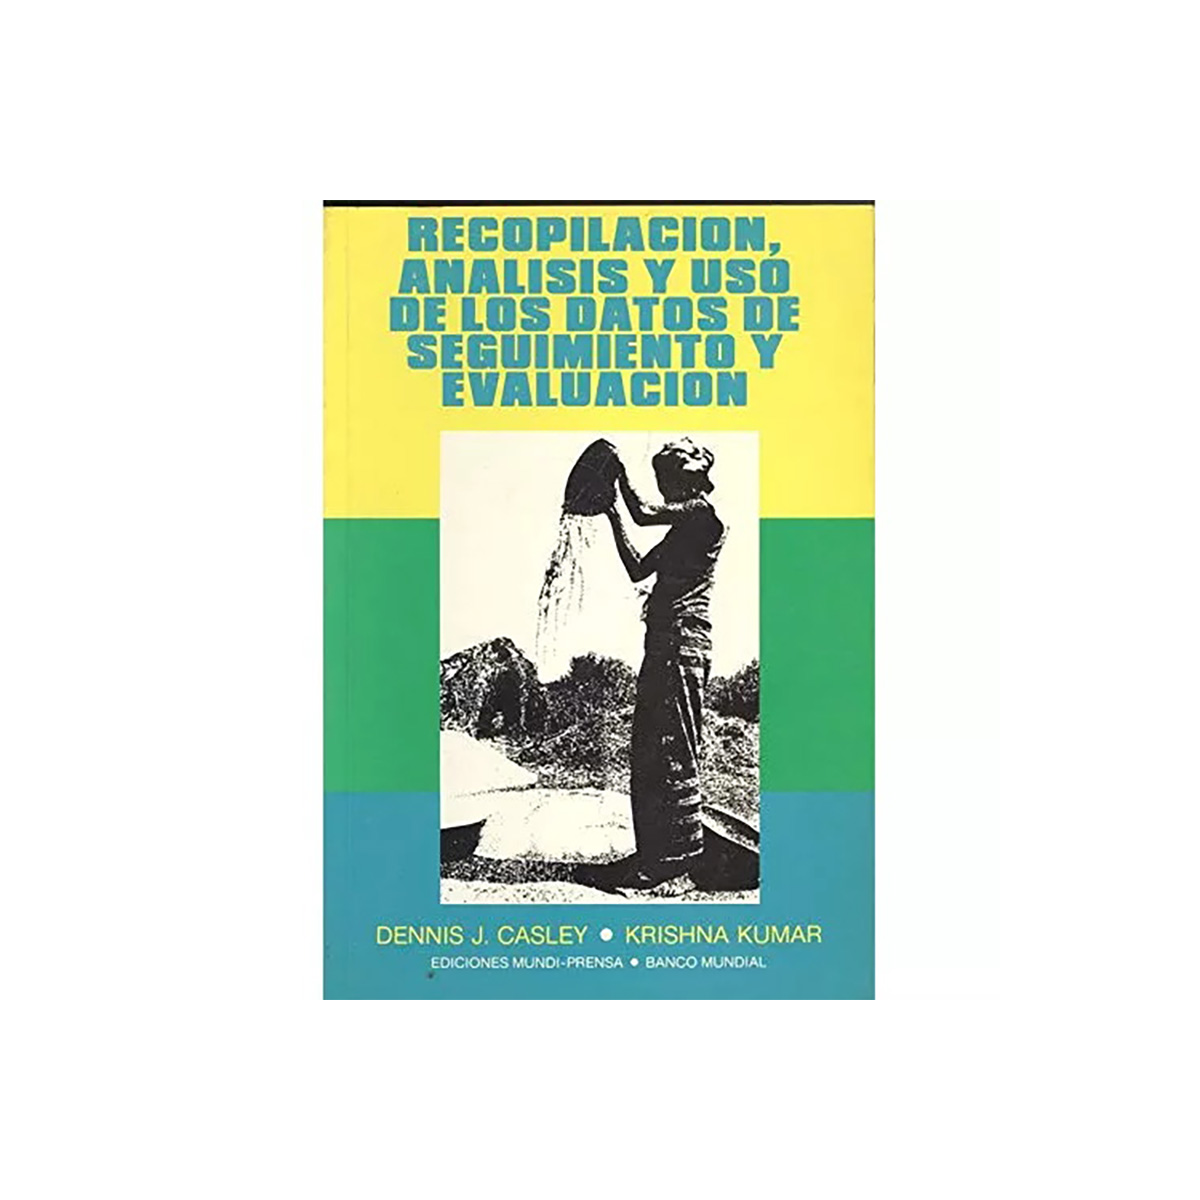 RECOPILACION,
ANALISIS Y USO
DE LOS DATOS DE
SEGUIMIENTO Y
EVALUACION
DENNIS J. CASLEY • KRISHNA KUMAR
EDICIONES MUNDI-PRENSA • BANCO MUNDIAL